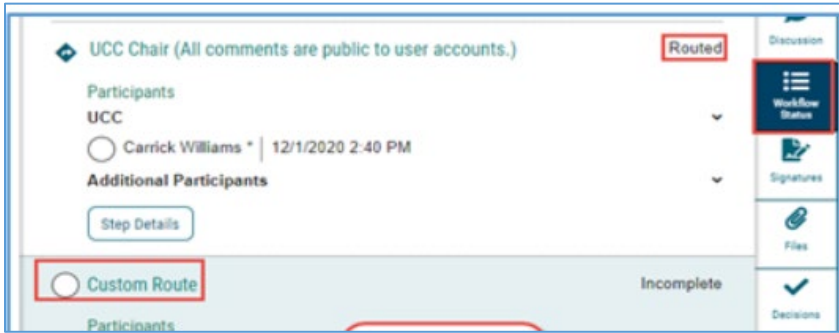 UCC Chair (All comments are public to user accounts.)
Routed
Participants
UCC
Carrick Williams * | 12/1/2020 2:40 PM
Additional Participants
Step Details
Custom Route
Incomplete
Participants
Discussion
Workflow
Status
Signatures
Files
Decisions